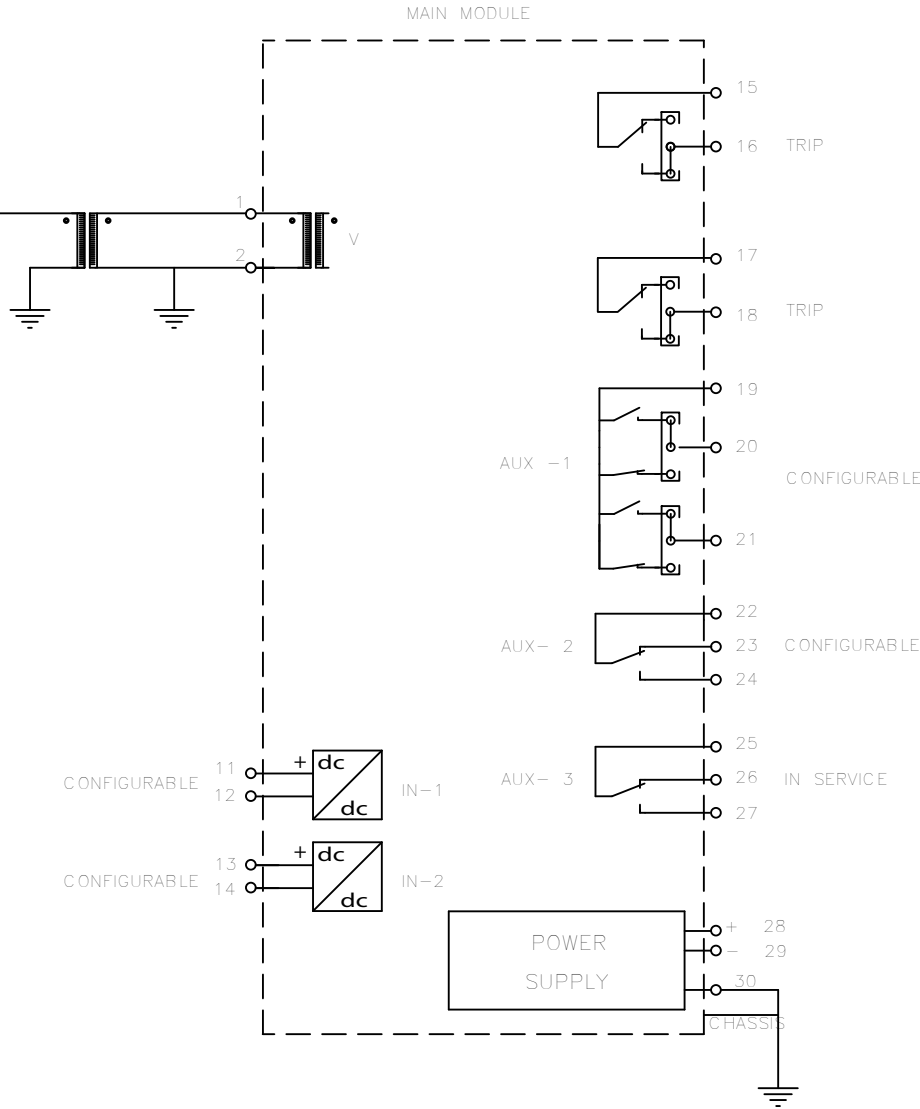 MAIN MODULE
15
16 TRIP
1
2
V
17
18 TRIP
19
20
AUX -1
CONFIGURABLE
21
22
AUX- 2
23 CONFIGURABLE
24
25
AUX- 3
26 IN SERVICE
27
CONFIGURABLE
11
12
+
dc
dc
IN-1
CONFIGURABLE
13
14
+
dc
dc
IN-2
POWER
SUPPLY
+ 28
- 29
30
CHASSIS